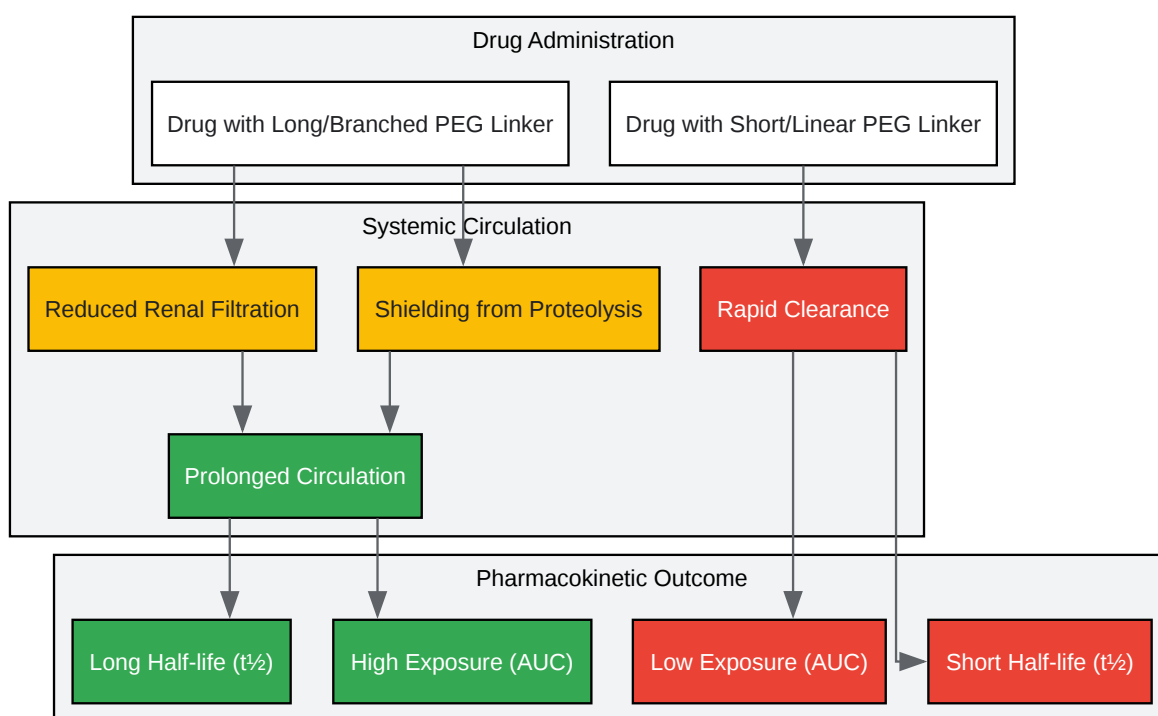 Drug Administration
Drug with Long/Branched PEG Linker
Drug with Short/Linear PEG Linker
Systemic Circulation
Reduced Renal Filtration
Shielding from Proteolysis
Rapid Clearance
Prolonged Circulation
Pharmacokinetic Outcome
Long Half-life (t½)
High Exposure (AUC)
Low Exposure (AUC)
Short Half-life (t½)